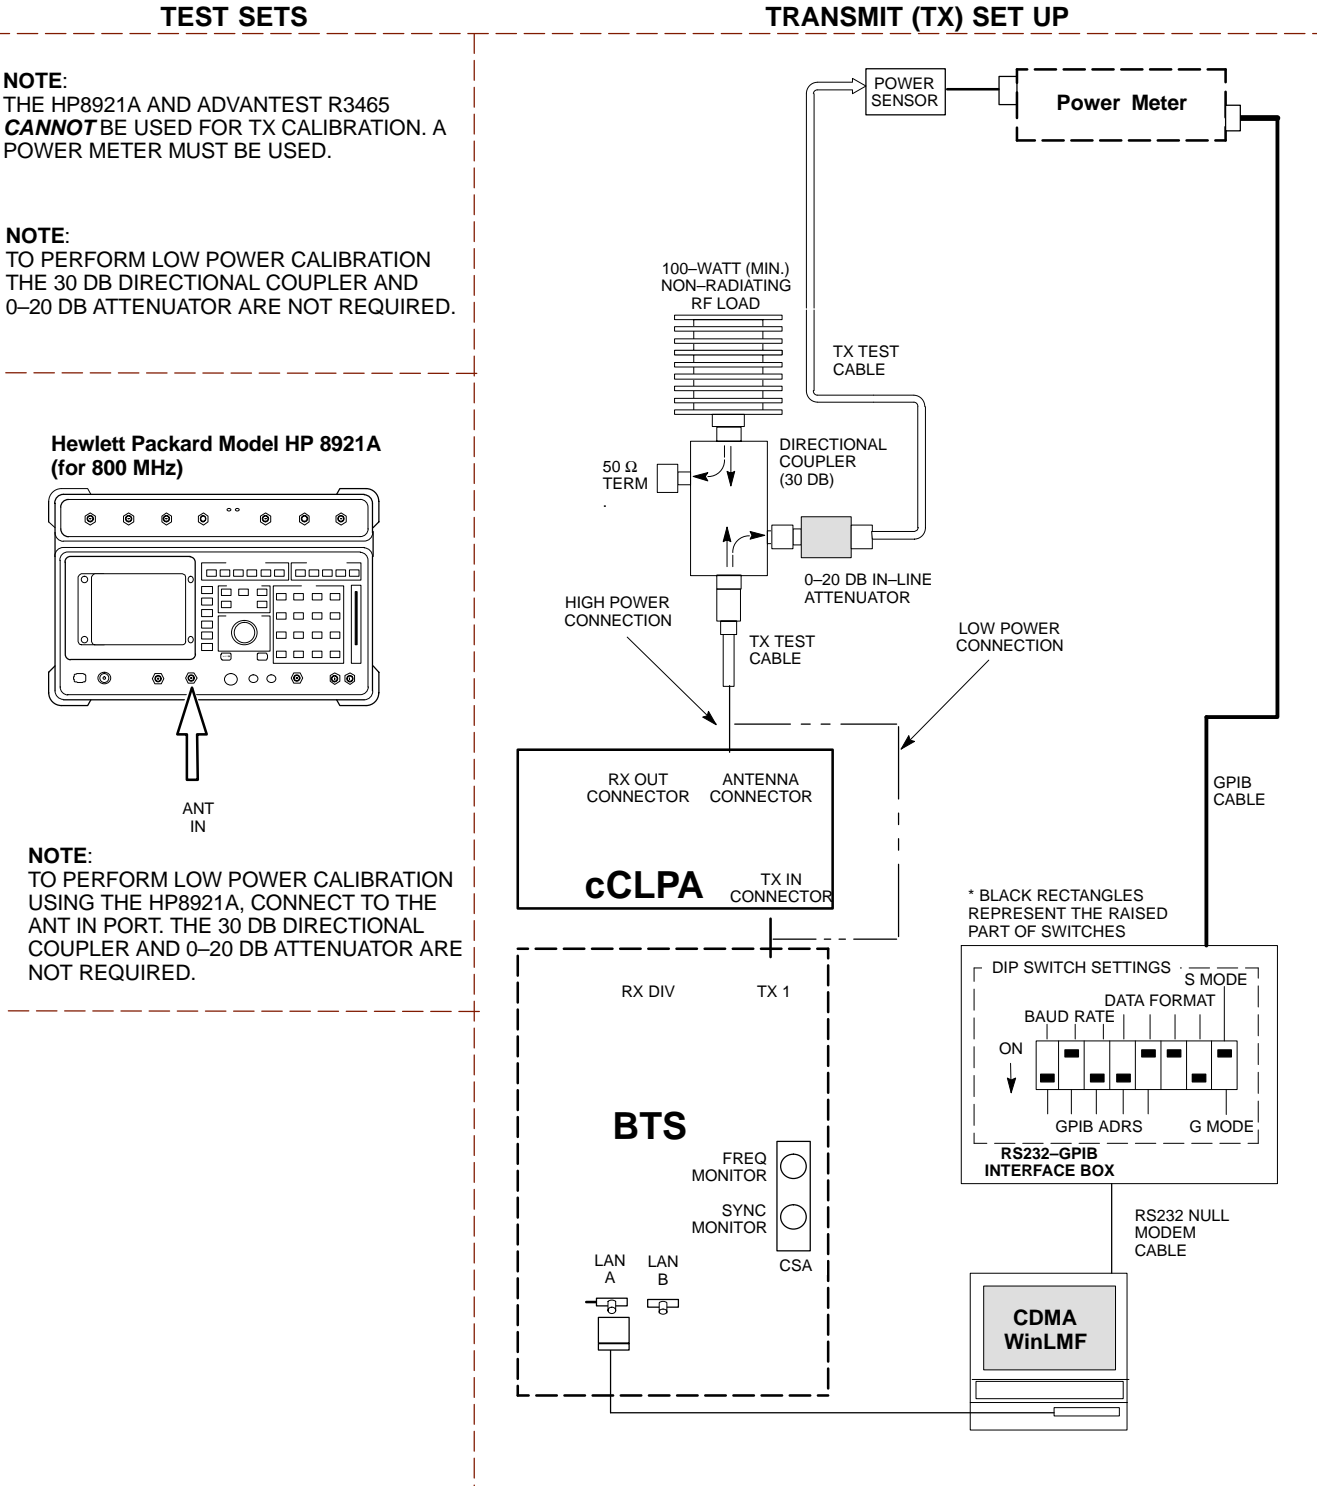 TEST SETS
NOTE:
THE HP8921A AND ADVANTEST R3465
CANNOT BE USED FOR TX CALIBRATION. A
POWER METER MUST BE USED.
NOTE:
TO PERFORM LOW POWER CALIBRATION
THE 30 DB DIRECTIONAL COUPLER AND
0–20 DB ATTENUATOR ARE NOT REQUIRED.
Hewlett Packard Model HP 8921A
(for 800 MHz)
ANT
IN
NOTE:
TO PERFORM LOW POWER CALIBRATION
USING THE HP8921A, CONNECT TO THE
ANT IN PORT. THE 30 DB DIRECTIONAL
COUPLER AND 0–20 DB ATTENUATOR ARE
NOT REQUIRED.
TRANSMIT (TX) SET UP
POWER
SENSOR
Power Meter
100–WATT (MIN.)
NON–RADIATING
RF LOAD
TX TEST
CABLE
DIRECTIONAL
COUPLER
(30 DB)
50 Ω
TERM
.
0–20 DB IN–LINE
ATTENUATOR
HIGH POWER
CONNECTION
TX TEST
CABLE
LOW POWER
CONNECTION
RX OUT
CONNECTOR
ANTENNA
CONNECTOR
GPIB
CABLE
cCLPA
TX IN
CONNECTOR
* BLACK RECTANGLES
REPRESENT THE RAISED
PART OF SWITCHES
RX DIV
TX 1
DIP SWITCH SETTINGS
S MODE
DATA FORMAT
BAUD RATE
ON
GPIB ADRS
G MODE
RS232–GPIB
INTERFACE BOX
BTS
FREQ
MONITOR
SYNC
MONITOR
CSA
LAN
A
LAN
B
RS232 NULL
MODEM
CABLE
CDMA
WinLMF